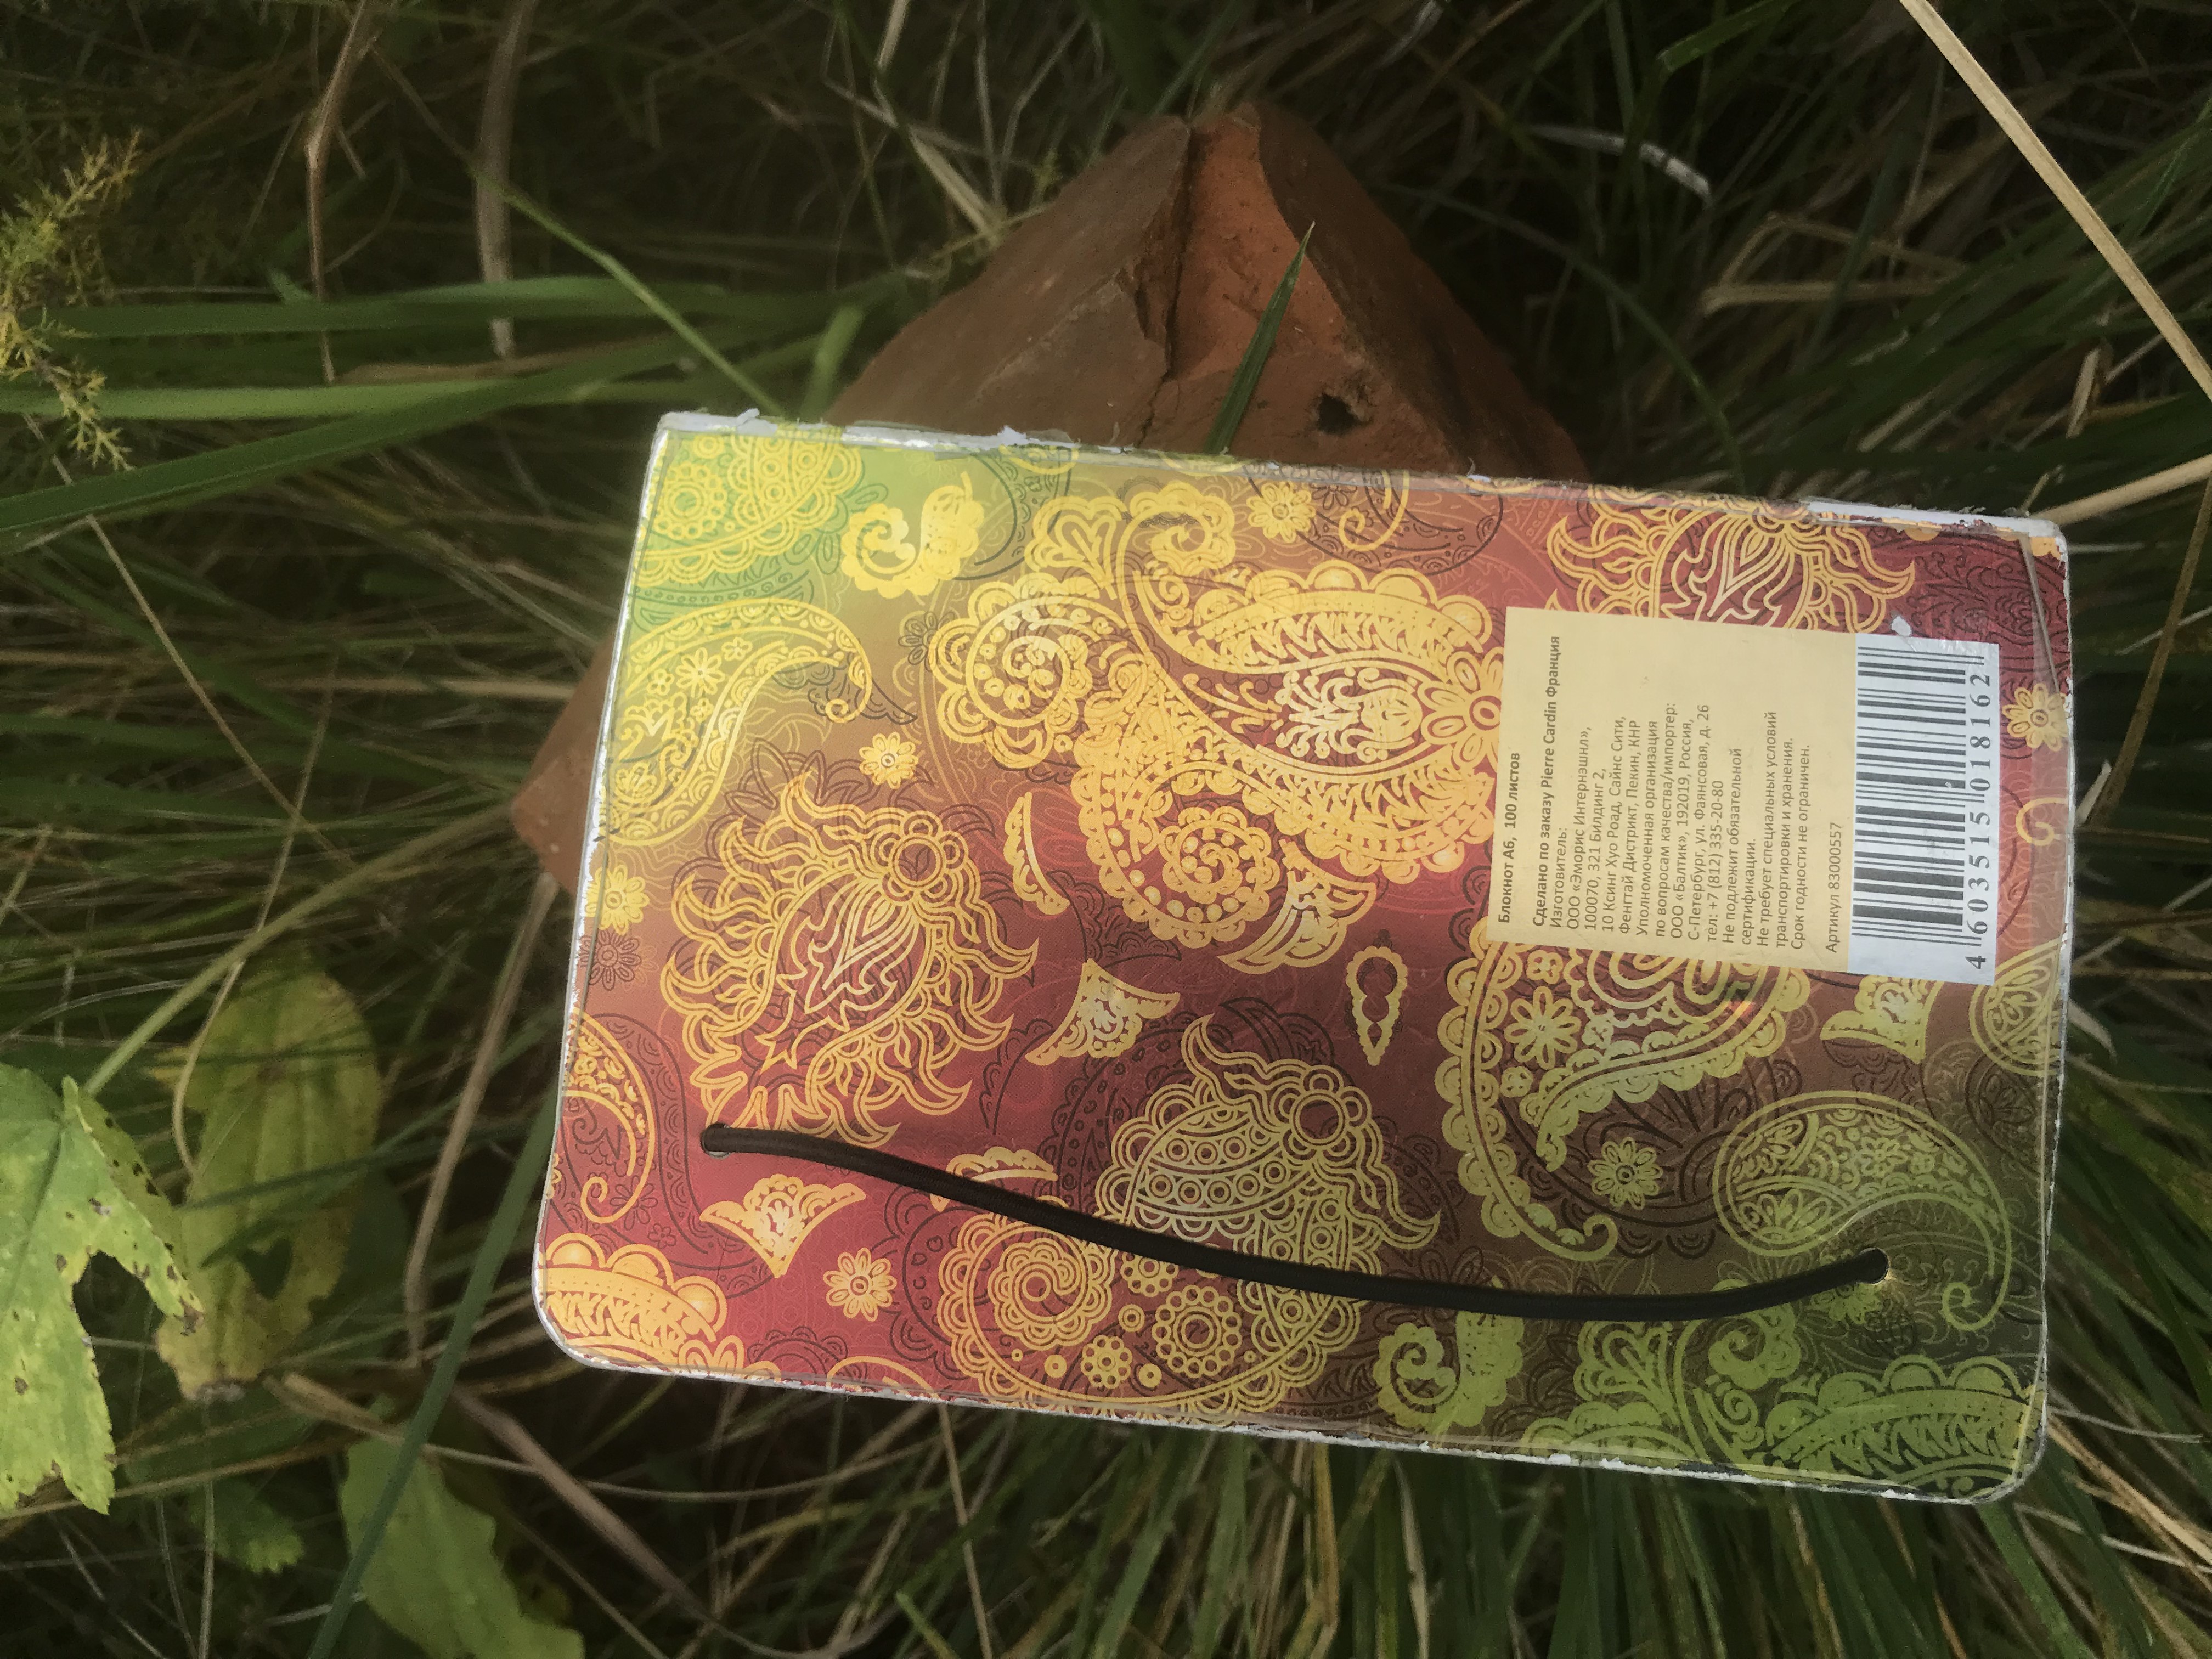 Блокнот А6, 100 листов
Сделано по заказу Pierre Cardin Франция
Изготовитель:
ООО «Эморис Интернэшнл»,
100070, 321 Билдинг 2,
10 Ксинг Хуо Роад, Сайнс Сити,
Фенгтай Дистрикт, Пекин, КНР
Уполномоченная организация
по вопросам качества/импортер:
ООО «Балтик», 192019, Россия,
С-Петербург, ул. Фаянсовая, д. 26
тел: +7 (812) 335-20-80
Не подлежит обязательной
сертификации.
Не требует специальных условий
транспортировки и хранения.
Срок годности не ограничен.
Артикул 83000557
4 603515 018162